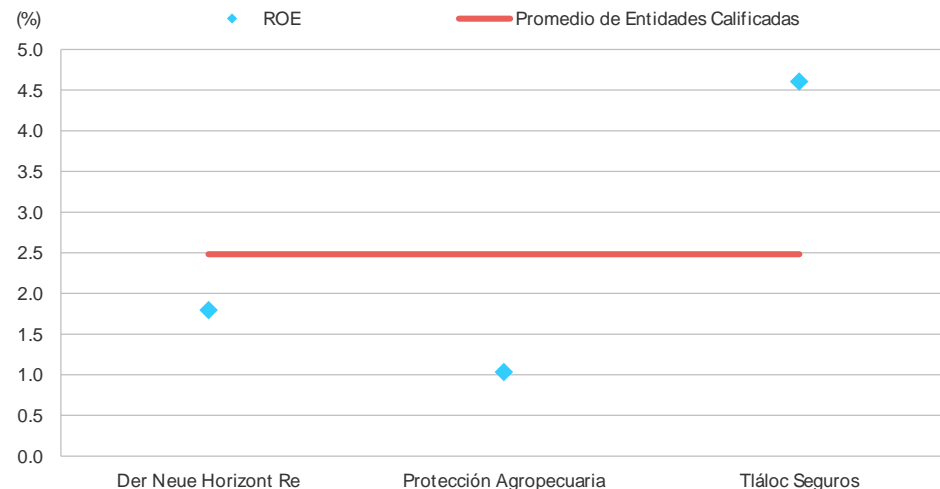 (%)
ROE
Promedio de Entidades Calificadas
5.0
4.5
4.0
3.5
3.0
2.5
2.0
1.5
1.0
0.5
0.0
Der Neue Horizont Re
Protección Agropecuaria
Tláloc Seguros